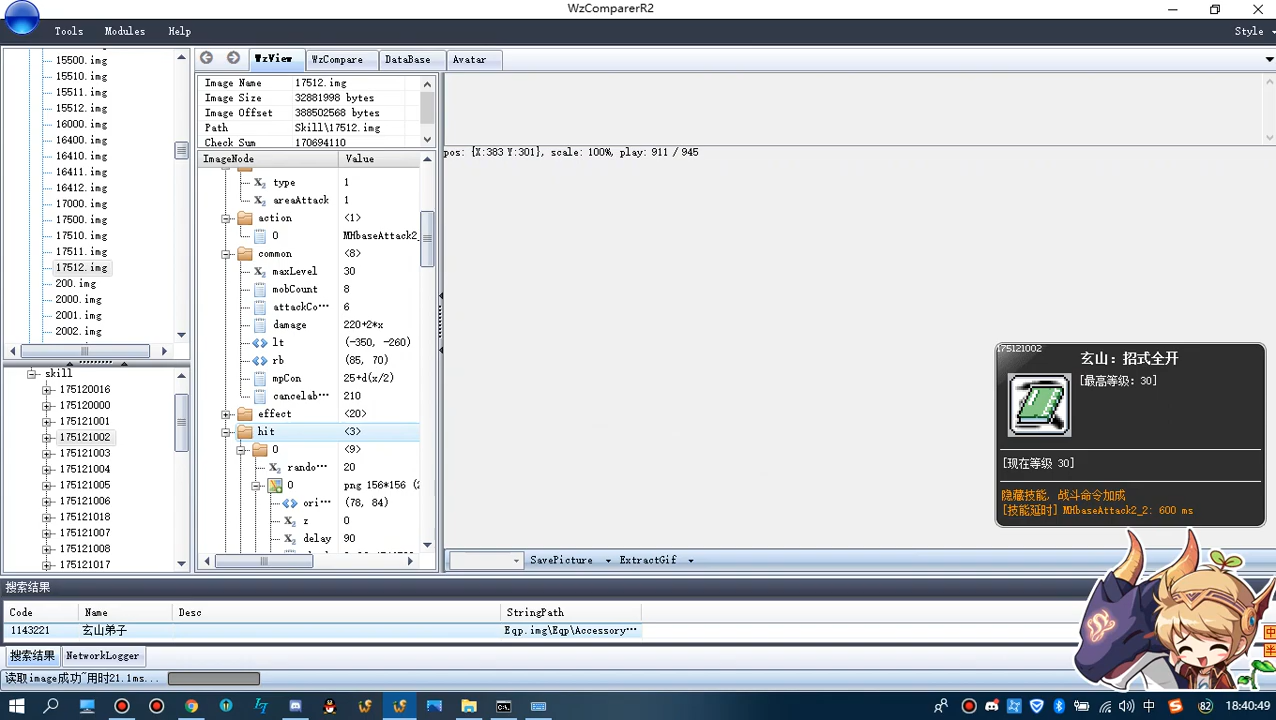 WzComparerR2
Tools Modules Help Style
15500.img
15510.img
15511.img
15512.img
16000.img
16400.img
16410.img
16411.img
16412.img
17000.img
17500.img
17510.img
17511.img
17512.img
200.img
2000.img
2001.img
2002.img
skill
175120016
175120000
175121001
175121002
175121003
175121004
175121005
175121006
175121018
175121007
175121008
175121017
WzView WzCompare DataBase Avatar
Image Name 17512.img
Image Size 32881998 bytes
Image Offset 388502568 bytes
Path Skill\17512.img
Check Sum 170694110
ImageNode Value
type 1
areaAttack 1
action <1>
0 MHbaseAttack2_
common <8>
maxLevel 30
mobCount 8
attackCo··· 6
damage 220+2*x
lt (-350, -260)
rb (85, 70)
mpCon 25+d(x/2)
cancelab··· 210
effect <20>
hit <3>
0 <9>
rando··· 20
0 png 156*156 (2
ori··· (78, 84)
z 0
delay 90
pos: {X:383 Y:301}, scale: 100%, play: 911 / 945
175121002
玄山：招式全开
[最高等级: 30]
[现在等级 30]
隐藏技能, 战斗命令加成
[技能延时] MHbaseAttack2_2: 600 ms
SavePicture ExtractGif
搜索结果
Code Name Desc StringPath
1143221 玄山弟子 Eqp.img\Eqp\Accessory···
搜索结果 NetworkLogger
读取image成功~用时21.1ms...
中 82 18:40:49